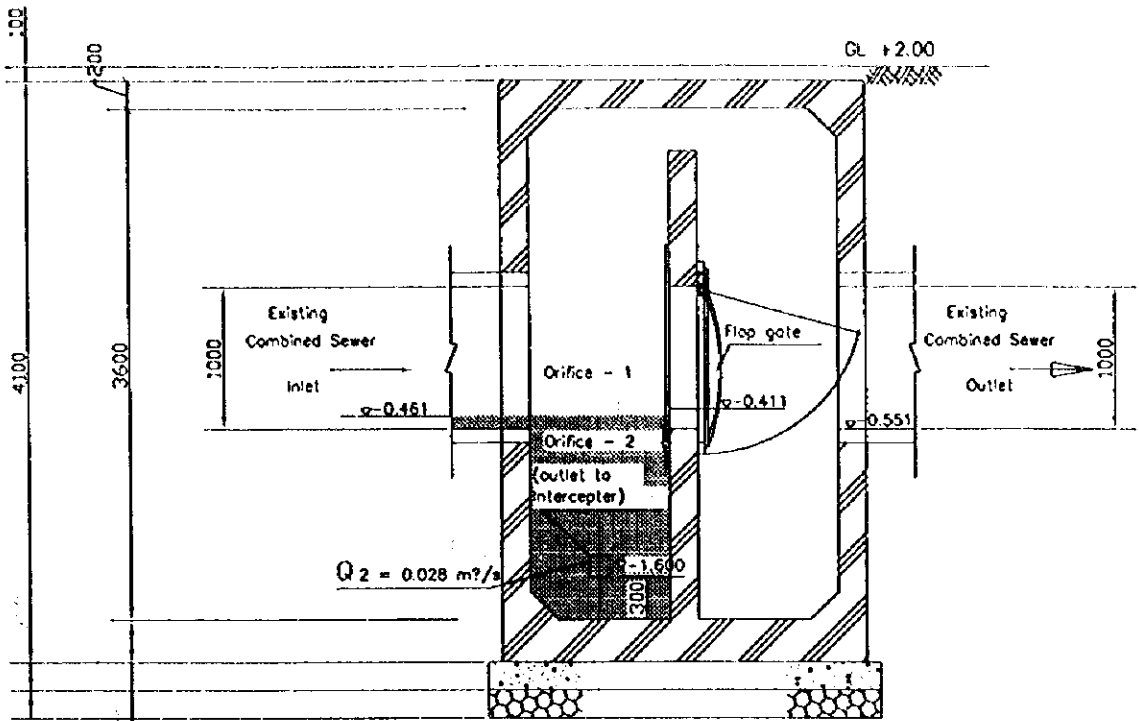 100
GL +2.00
200
4100
3600
1000
Existing
Combined Sewer
Inlet
-0.461
Orifice - 1
Orifice - 2
(outlet to
intercepter)
Flap gate
-0.411
-0.551
Existing
Combined Sewer
Outlet
1000
Q 2 = 0.028 m?/s
-1.600
300